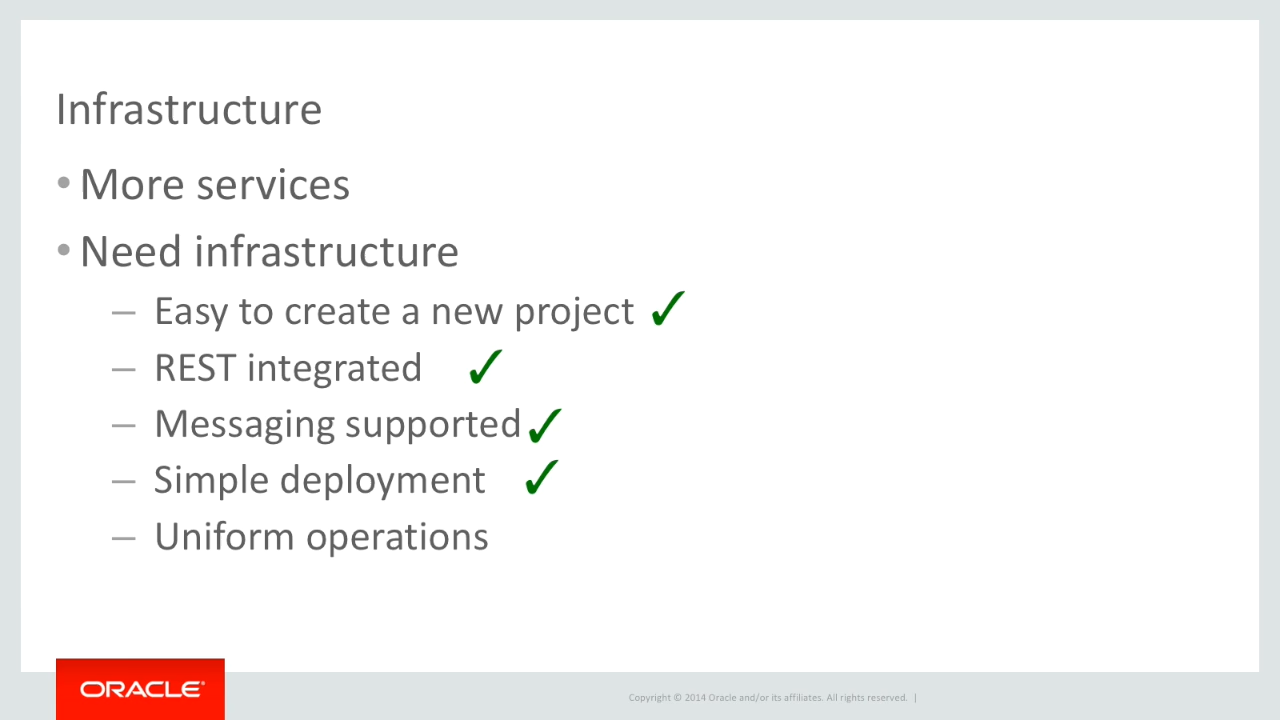 Infrastructure
• More services
• Need infrastructure
– Easy to create a new project ✓
– REST integrated ✓
– Messaging supported ✓
– Simple deployment ✓
– Uniform operations
ORACLE®
Copyright © 2014 Oracle and/or its affiliates. All rights reserved. |